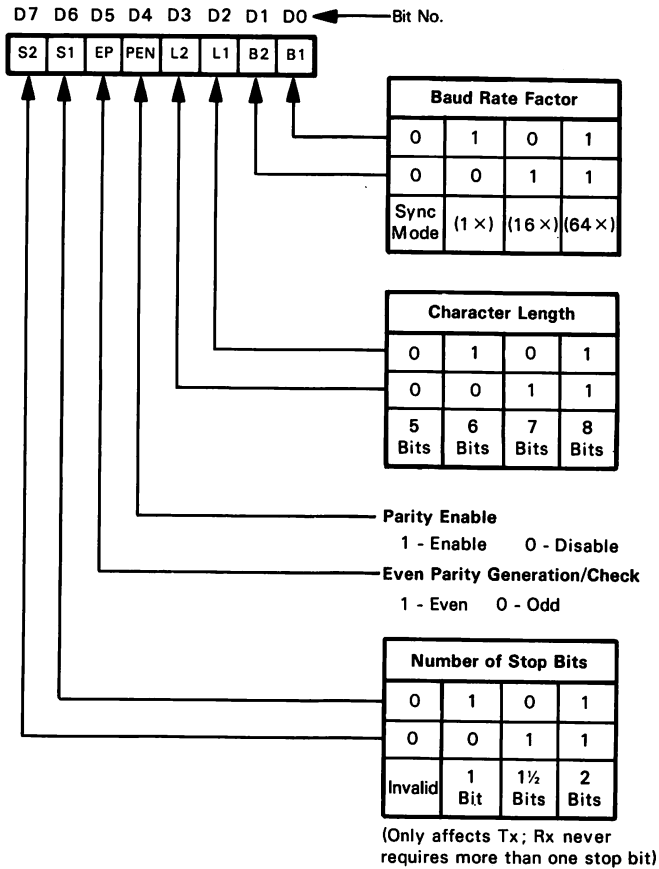 D7 D6 D5 D4 D3 D2 D1 D0 Bit No.
S2 S1 EP PEN L2 L1 B2 B1
Baud Rate Factor
0 1 0 1
0 0 1 1
Sync Mode (1 ×) (16 ×) (64 ×)
Character Length
0 1 0 1
0 0 1 1
5 Bits 6 Bits 7 Bits 8 Bits
Parity Enable
1 - Enable 0 - Disable
Even Parity Generation/Check
1 - Even 0 - Odd
Number of Stop Bits
0 1 0 1
0 0 1 1
Invalid 1 Bit 1½ Bits 2 Bits
(Only affects Tx; Rx never
requires more than one stop bit)